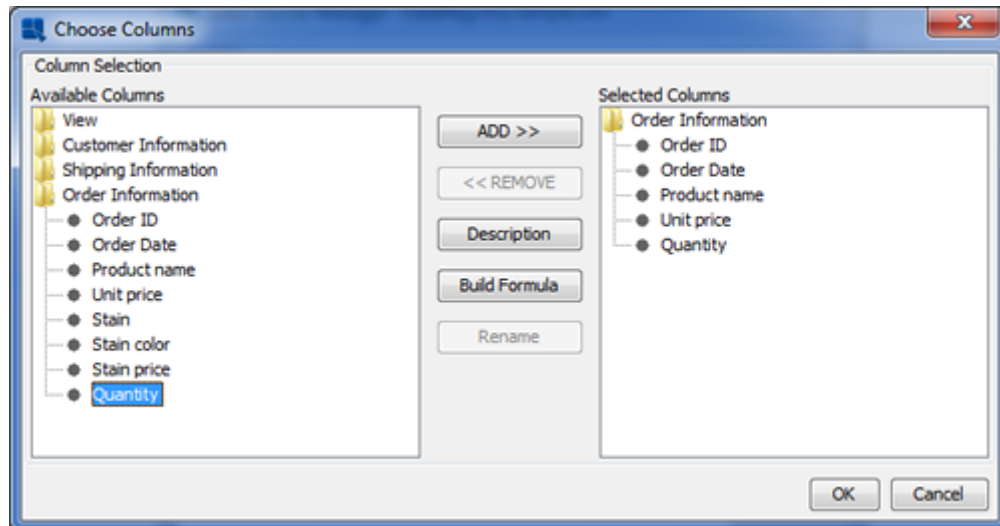 Choose Columns
Column Selection
Available Columns
View
Customer Information
Shipping Information
Order Information
Order ID
Order Date
Product name
Unit price
Stain
Stain color
Stain price
Quantity
ADD >>
<< REMOVE
Description
Build Formula
Rename
Selected Columns
Order Information
Order ID
Order Date
Product name
Unit price
Quantity
OK
Cancel